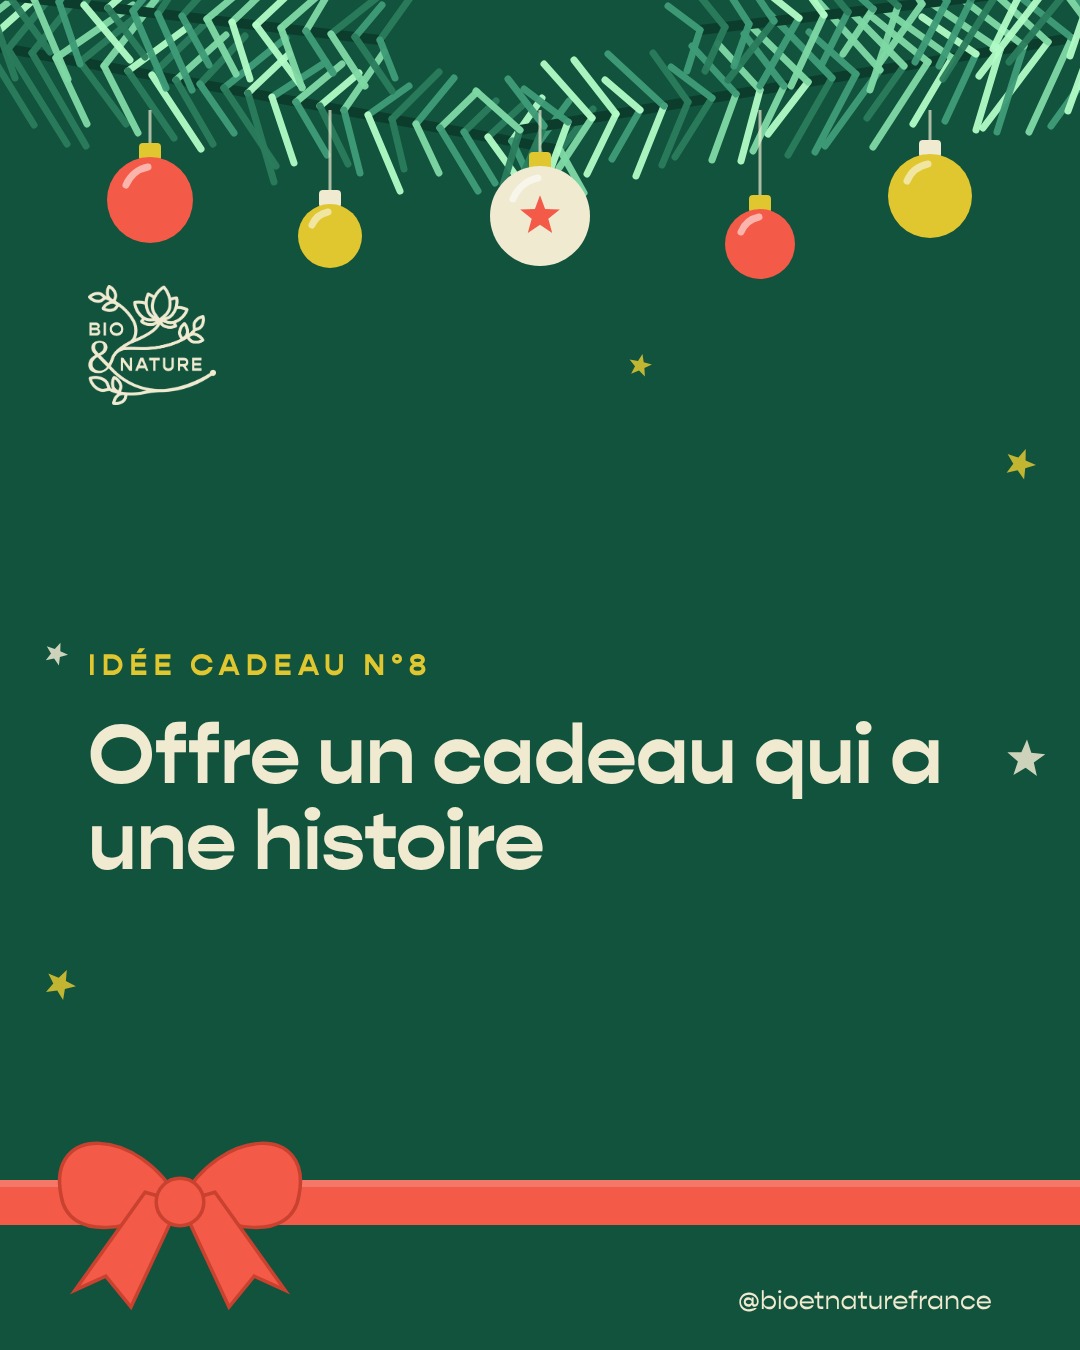 BIO
& NATURE
IDÉE CADEAU N°8
Offre un cadeau qui a
une histoire
@bioetnaturefrance